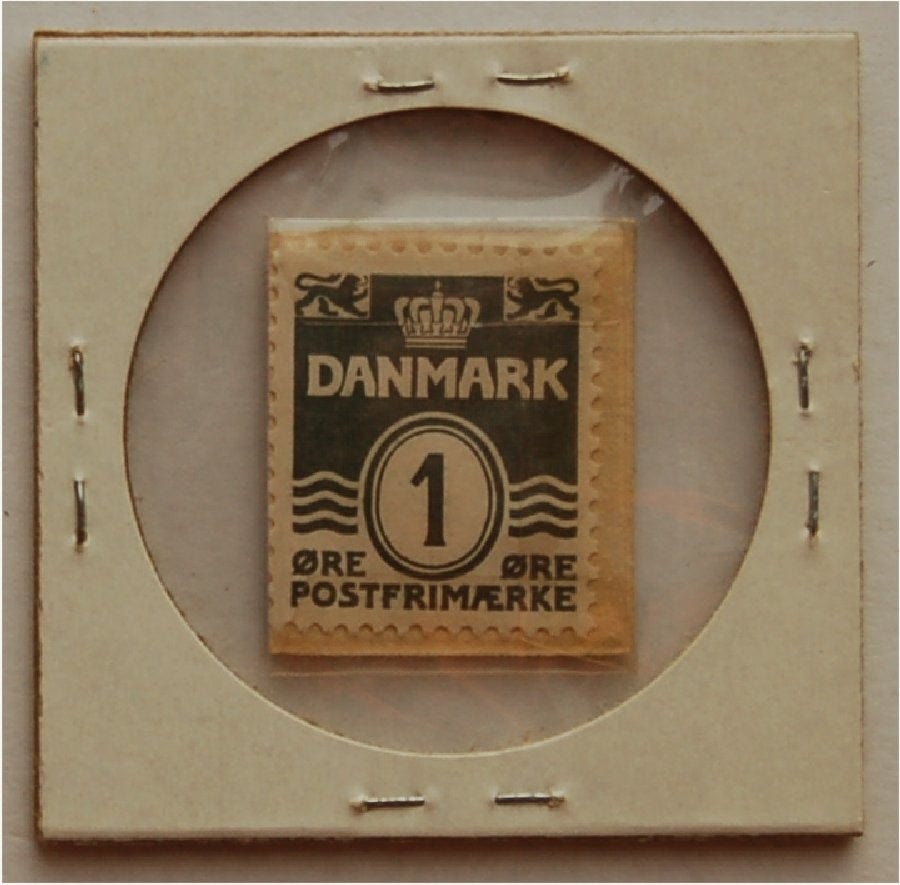 DANMARK
1
ØRE ØRE
POSTFRIMÆRKE